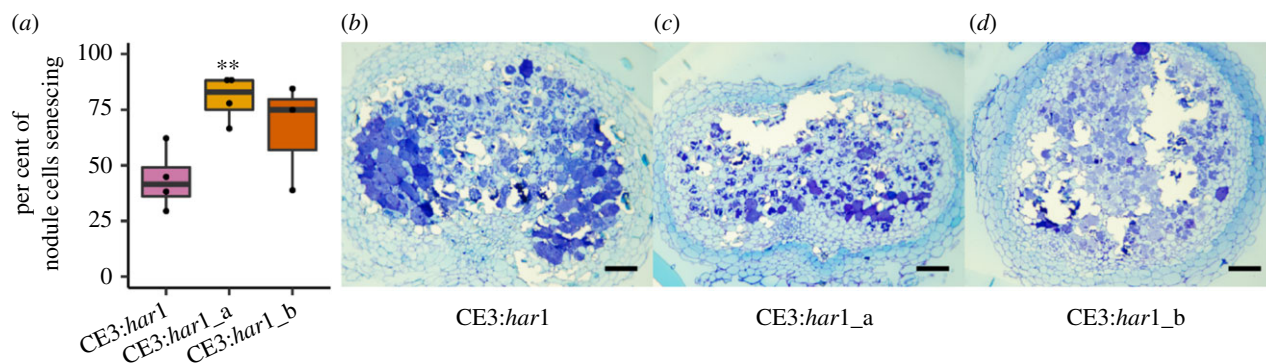 (a)
(b)
(c)
(d)
per cent of
nodule cells senescing
100
75
50
25
0
**
CE3:har1
CE3:har1_a
CE3:har1_b
CE3:har1
CE3:har1_a
CE3:har1_b